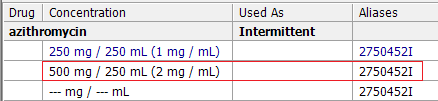 Drug Concentration Used As Aliases
azithromycin Intermittent
250 mg / 250 mL (1 mg / mL) 2750452I
500 mg / 250 mL (2 mg / mL) 2750452I
--- mg / --- mL 2750452I